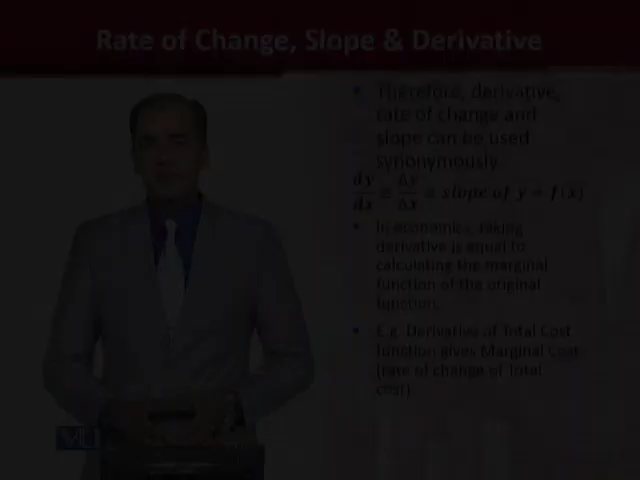 Rate of Change, Slope & Derivative
• Therefore, derivative,
rate of change and
slope can be used
synonymously.
dy/dx ≅ Δy/Δx ≅ slope of y = f(x)
• In economics, taking
derivative is equal to
calculating the marginal
function of the original
function.
• E.g. Derivative of Total Cost
function gives Marginal Cost
(rate of change of Total
cost)
VU